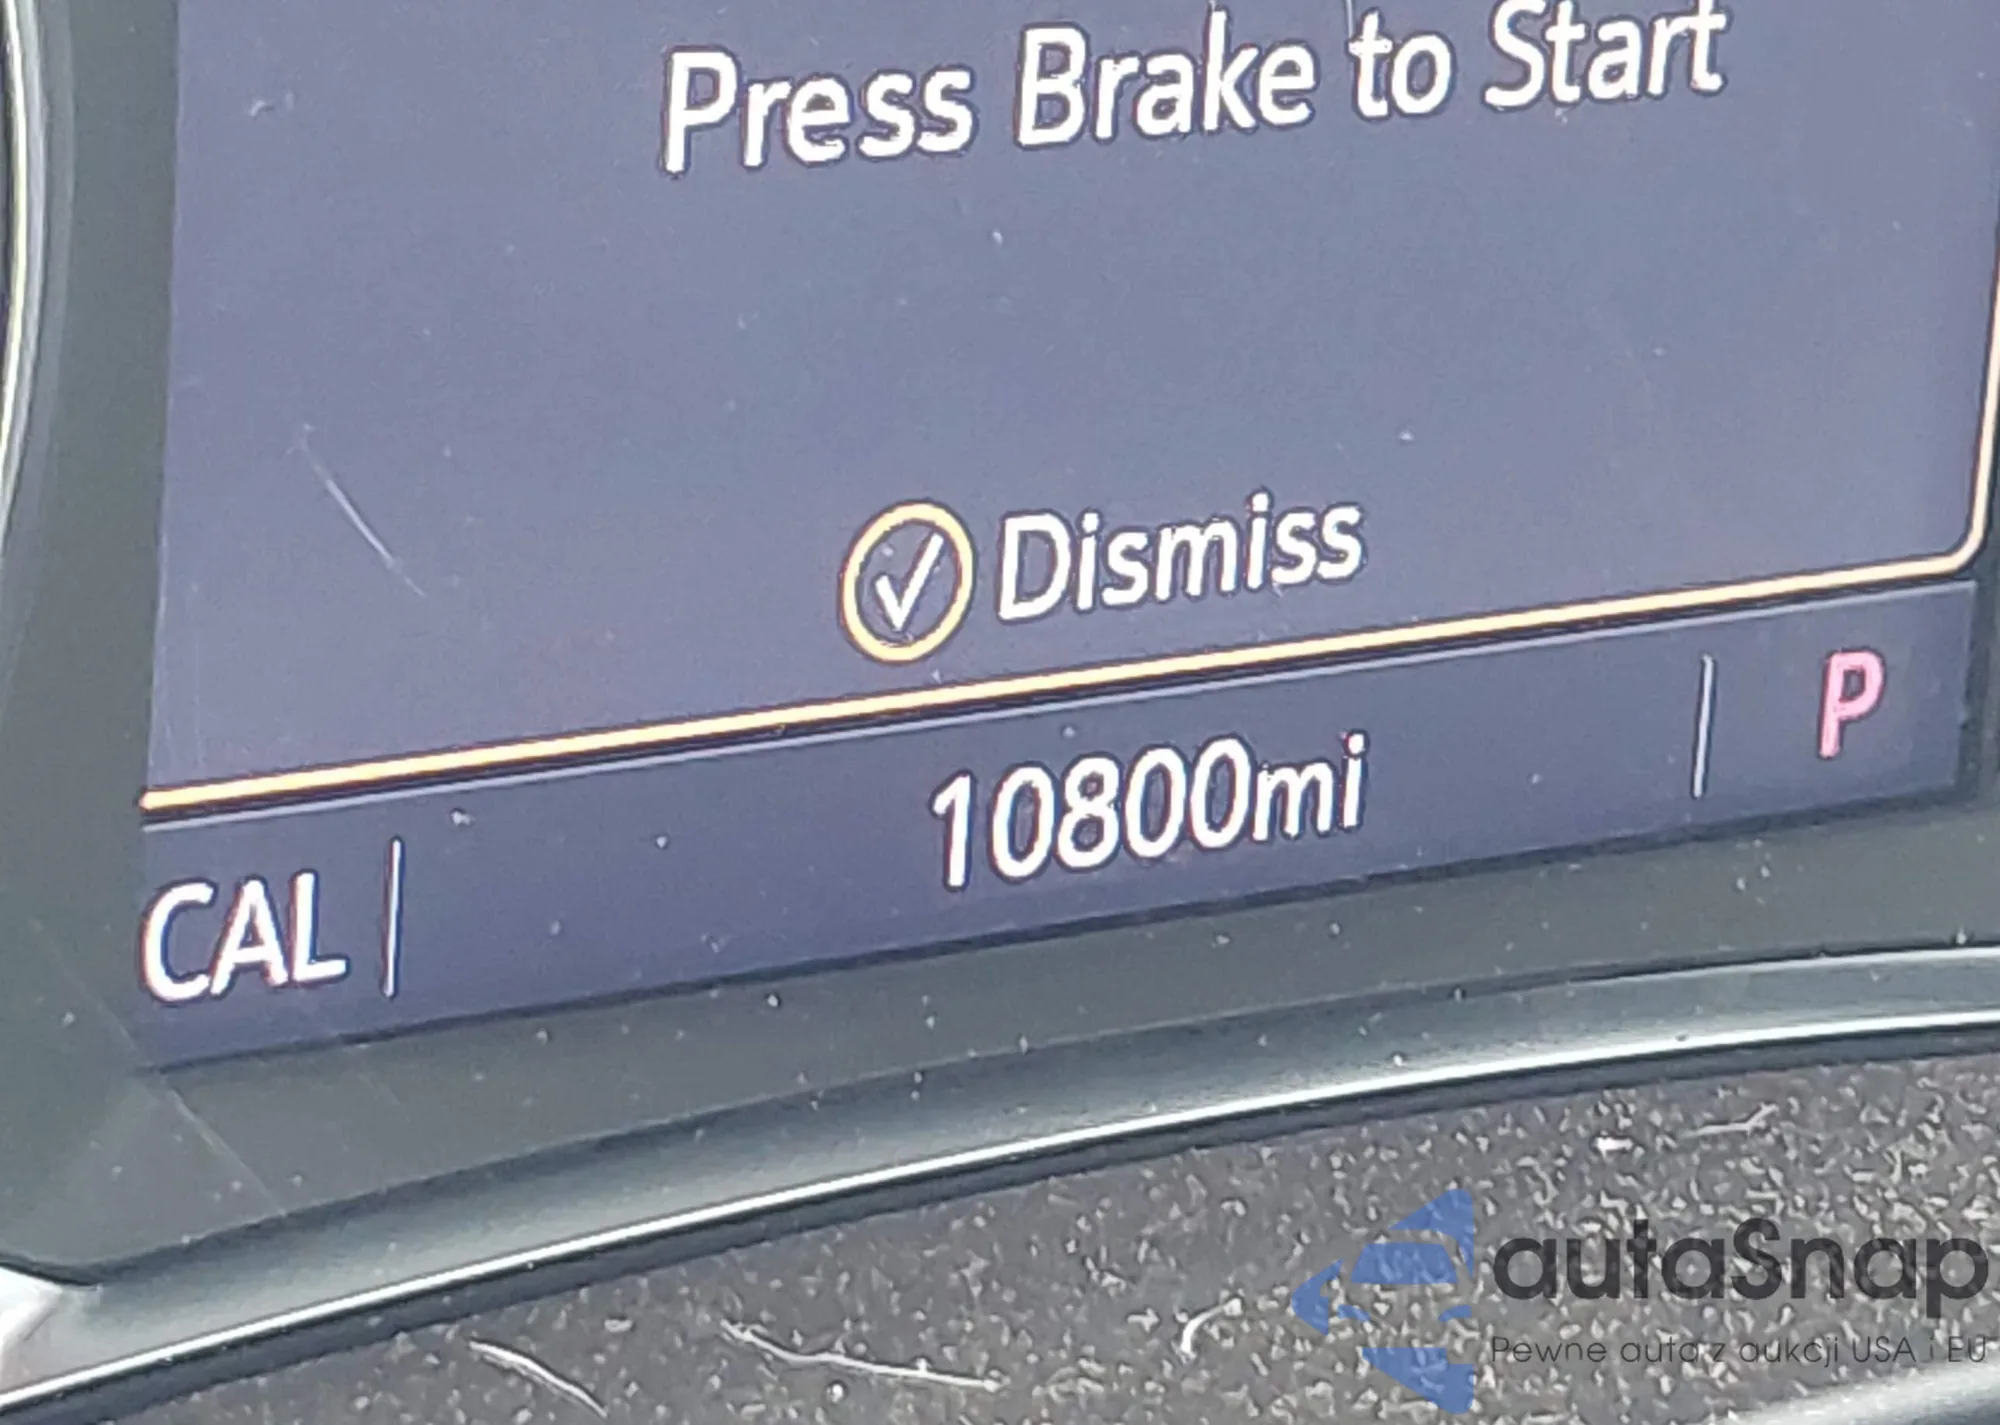 Press Brake to Start
Dismiss
10800mi
P
CAL
autaSnap
Pewne auta z aukcji USA i EU